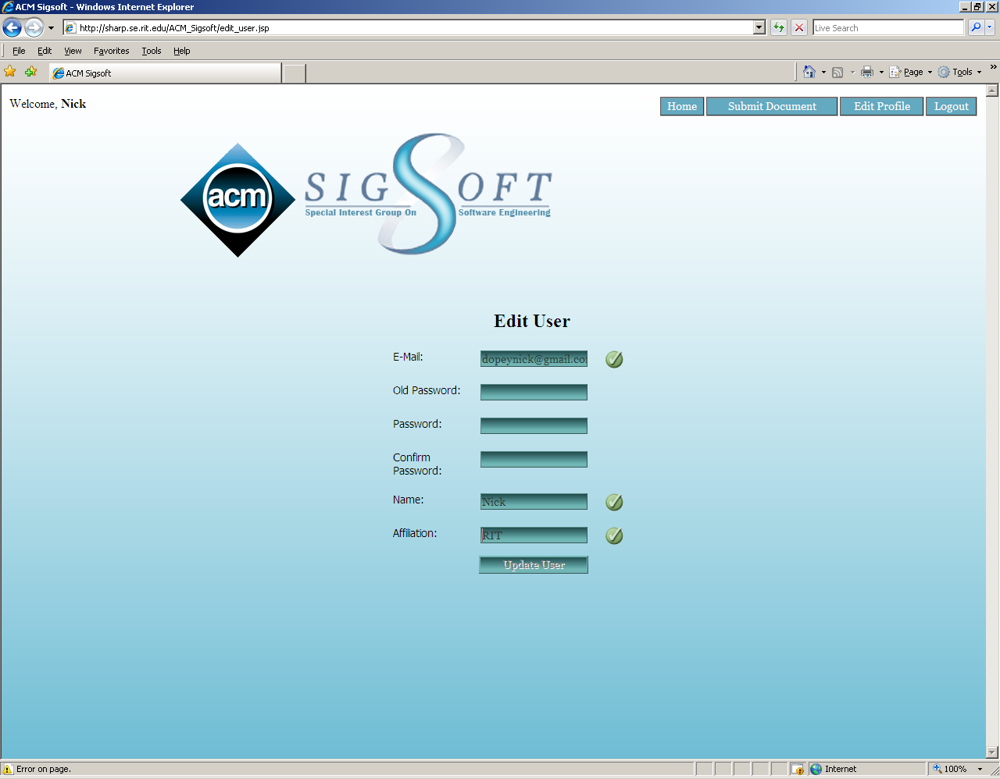 ACM Sigsoft - Windows Internet Explorer
http://sharp.se.rit.edu/ACM_Sigsoft/edit_user.jsp
Live Search
File Edit View Favorites Tools Help
ACM Sigsoft
Page Tools
Welcome, Nick
Home Submit Document Edit Profile Logout
acm
SIGSOFT
Special Interest Group On Software Engineering
Edit User
E-Mail: dopeynick@gmail.co
Old Password:
Password:
Confirm
Password:
Name: Nick
Affiliation: RIT
Update User
Error on page. Internet 100%